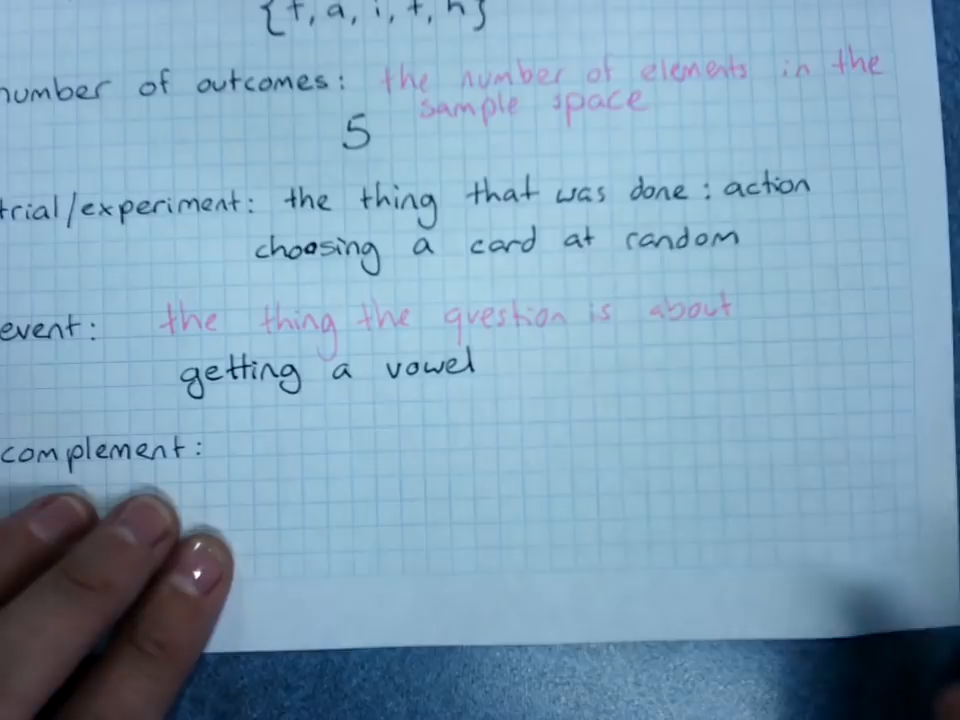 {f, a, i, t, h}
number of outcomes: the number of elements in the
sample space
5
trial/experiment: the thing that was done: action
choosing a card at random
event: the thing the question is about
getting a vowel
complement: